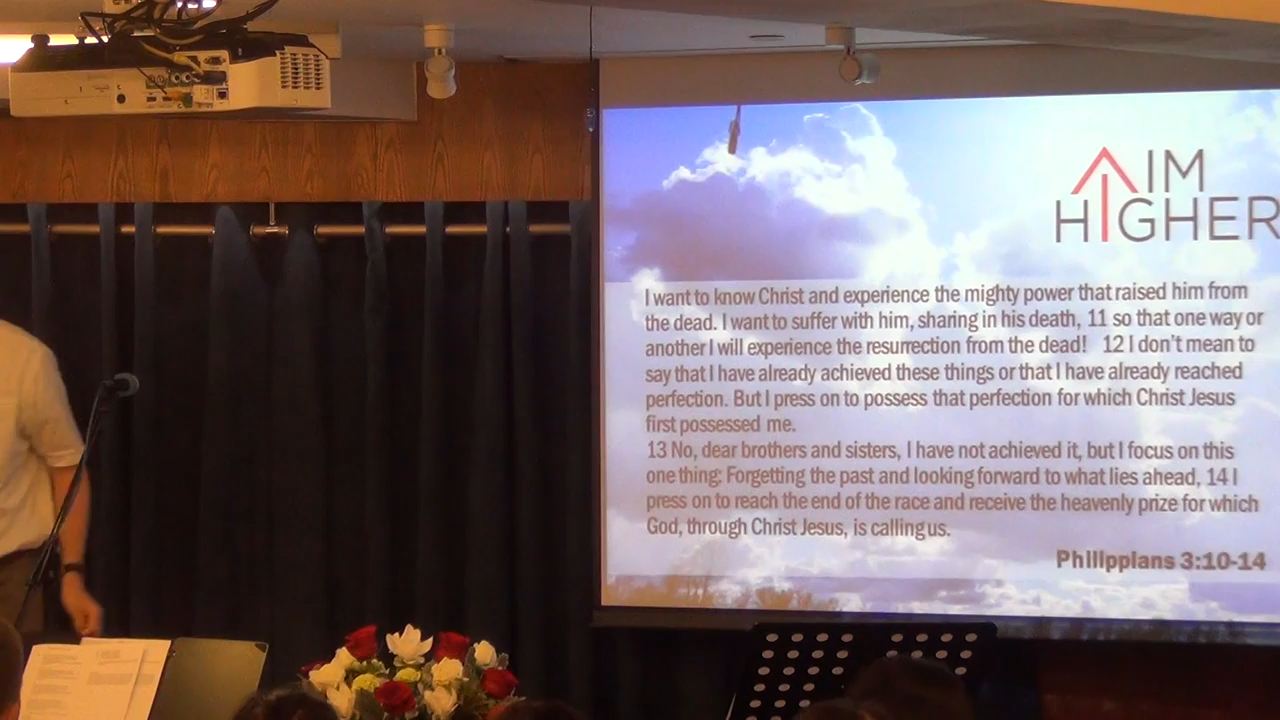 AIM
HIGHER
I want to know Christ and experience the mighty power that raised him from
the dead. I want to suffer with him, sharing in his death, 11 so that one way or
another I will experience the resurrection from the dead! 12 I don't mean to
say that I have already achieved these things or that I have already reached
perfection. But I press on to possess that perfection for which Christ Jesus
first possessed me.
13 No, dear brothers and sisters, I have not achieved it, but I focus on this
one thing: Forgetting the past and looking forward to what lies ahead, 14 I
press on to reach the end of the race and receive the heavenly prize for which
God, through Christ Jesus, is calling us.
Philippians 3:10-14